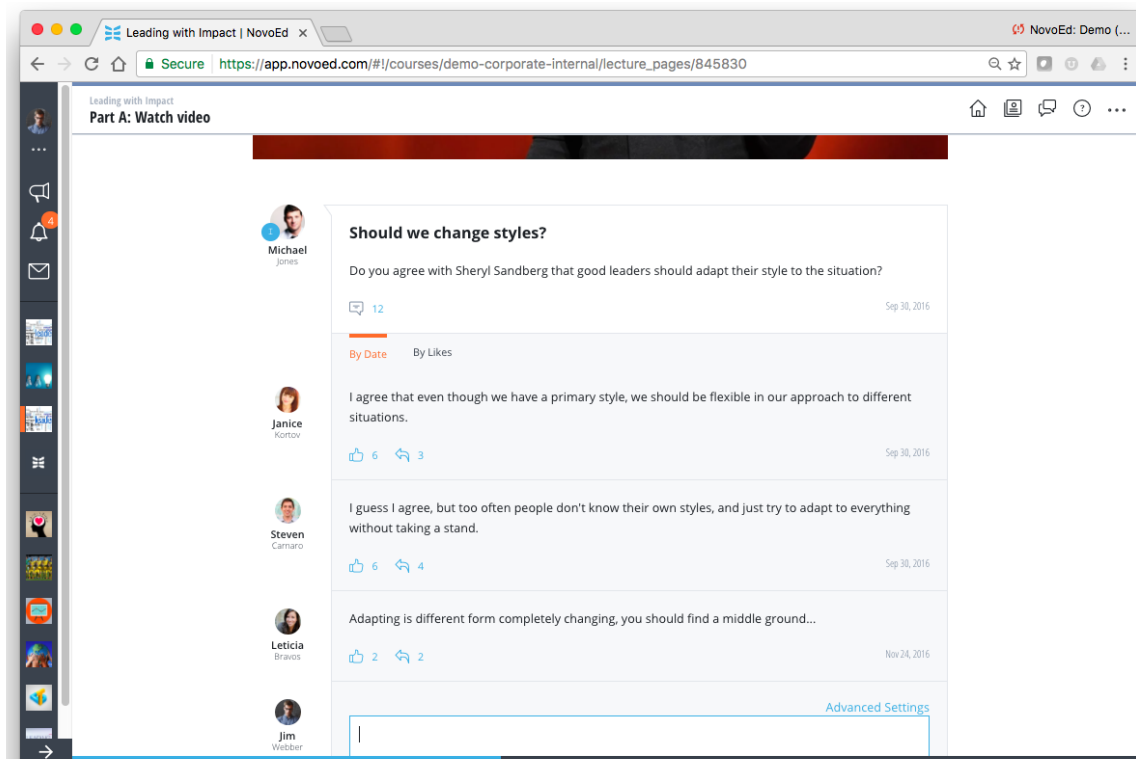 Leading with Impact | NovoEd
NovoEd: Demo (...
Secure https://app.novoed.com/#!/courses/demo-corporate-internal/lecture_pages/845830
Leading with Impact
Part A: Watch video
4
Michael
Jones
Should we change styles?
Do you agree with Sheryl Sandberg that good leaders should adapt their style to the situation?
12
Sep 30, 2016
By Date By Likes
Janice
Kortov
I agree that even though we have a primary style, we should be flexible in our approach to different
situations.
6 3
Sep 30, 2016
Steven
Camaro
I guess I agree, but too often people don't know their own styles, and just try to adapt to everything
without taking a stand.
6 4
Sep 30, 2016
Leticia
Bravos
Adapting is different form completely changing, you should find a middle ground...
2 2
Nov 24, 2016
Advanced Settings
Jim
Webber